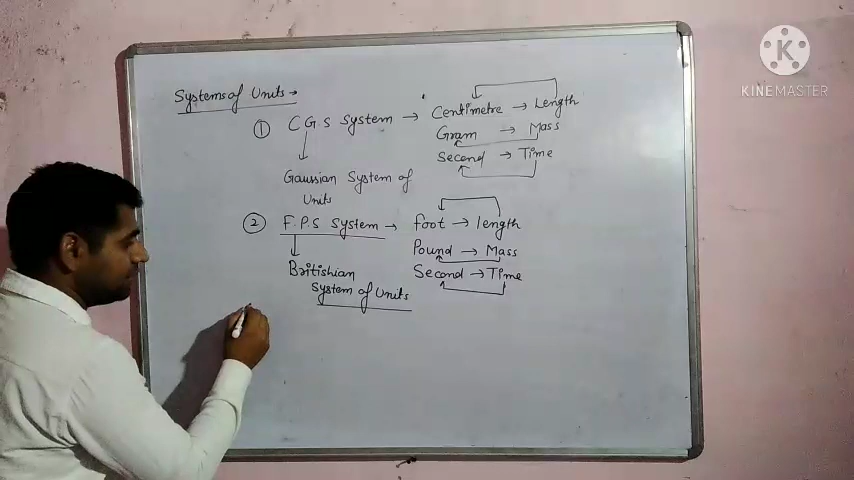 Systems of Units →
① C G S System → Centimetre → Length
Gram → Mass
Second → Time
Gaussian System of
Units
② F.P.S System → foot → length
Pound → Mass
Second → Time
Britishian
System of Units
K
KINEMASTER